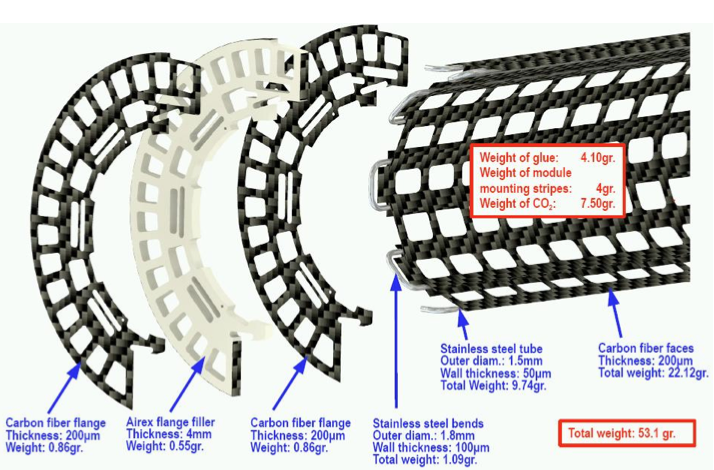 Weight of glue: 4.10gr.
Weight of module
mounting stripes: 4gr.
Weight of CO₂: 7.50gr.
Stainless steel tube
Outer diam.: 1.5mm
Wall thickness: 50µm
Total Weight: 9.74gr.
Carbon fiber faces
Thickness: 200µm
Total weight: 22.12gr.
Carbon fiber flange
Thickness: 200µm
Weight: 0.86gr.
Airex flange filler
Thickness: 4mm
Weight: 0.55gr.
Carbon fiber flange
Thickness: 200µm
Weight: 0.86gr.
Stainless steel bends
Outer diam.: 1.8mm
Wall thickness: 100µm
Total weight: 1.09gr.
Total weight: 53.1 gr.